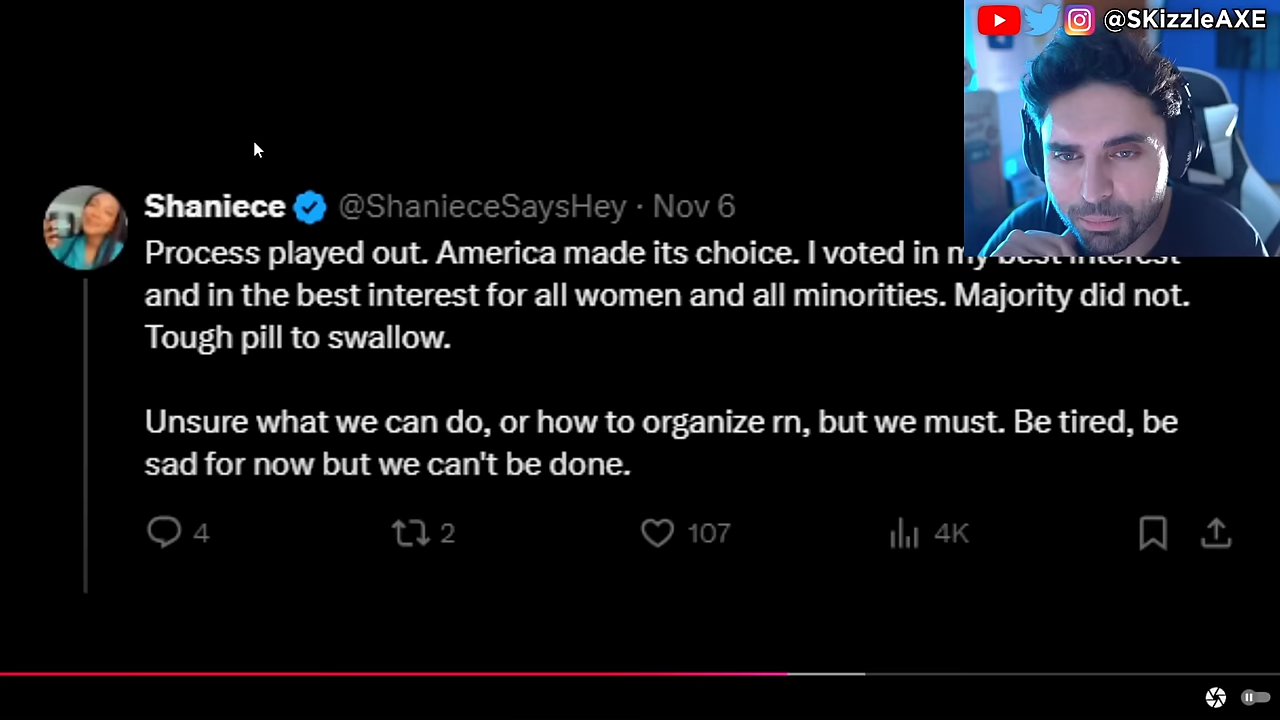 @SKizzleAXE
Shaniece @ShanieceSaysHey · Nov 6
Process played out. America made its choice. I voted in my best interest
and in the best interest for all women and all minorities. Majority did not.
Tough pill to swallow.
Unsure what we can do, or how to organize rn, but we must. Be tired, be
sad for now but we can't be done.
4 2 107 4K